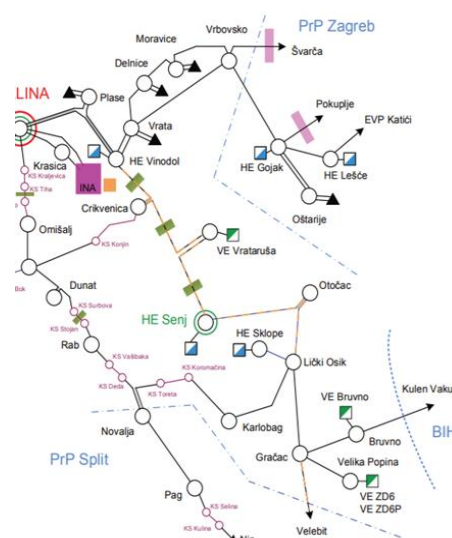 Vrbovsko
PrP Zagreb
Moravice
Švarča
Delnice
LINA
Plase
Pokuplje
EVP Katići
Vrata
Krasica
HE Vinodol
HE Gojak
HE Lešće
KS Kraljevica
KS Tiha
INA
Crikvenica
Oštarije
Omišalj
KS Konjin
VE Vrataruša
Bok
Dunat
Otočac
KS Surbova
HE Senj
KS Stojan
HE Sklope
Rab
Lički Osik
KS Vašibaka
KS Koromačina
VE Bruvno
Kulen Vaku
KS Deda
KS Toreta
Karlobag
Bruvno
BIH
Novalja
Gračac
Velika Popina
PrP Split
VE ZD6
VE ZD6P
Pag
KS Selina
KS Kulina
Velebit